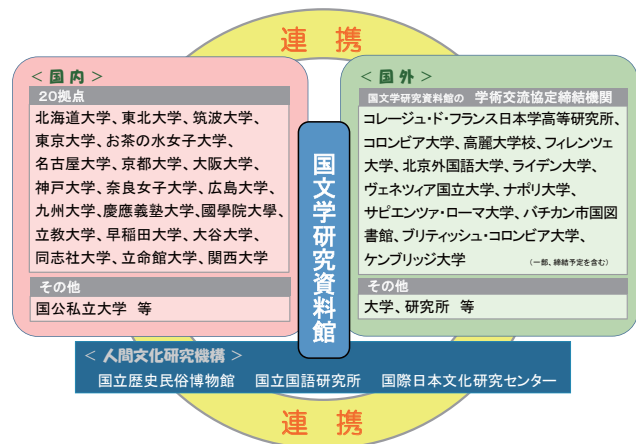 連 携
＜ 国 内 ＞
20拠点
北海道大学、東北大学、筑波大学、
東京大学、お茶の水女子大学、
名古屋大学、京都大学、大阪大学、
神戸大学、奈良女子大学、広島大学、
九州大学、慶應義塾大学、國學院大學、
立教大学、早稲田大学、大谷大学、
同志社大学、立命館大学、関西大学
その他
国公私立大学 等
国文学研究資料館
＜ 国 外 ＞
国文学研究資料館の 学術交流協定締結機関
コレージュ・ド・フランス日本学高等研究所、
コロンビア大学、高麗大学校、フィレンツェ
大学、北京外国語大学、ライデン大学、
ヴェネツィア国立大学、ナポリ大学、
サピエンツァ・ローマ大学、バチカン市国図
書館、ブリティッシュ・コロンビア大学、
ケンブリッジ大学 （一部、締結予定を含む）
その他
大学、研究所 等
＜ 人間文化研究機構 ＞
国立歴史民俗博物館 国立国語研究所 国際日本文化研究センター
連 携